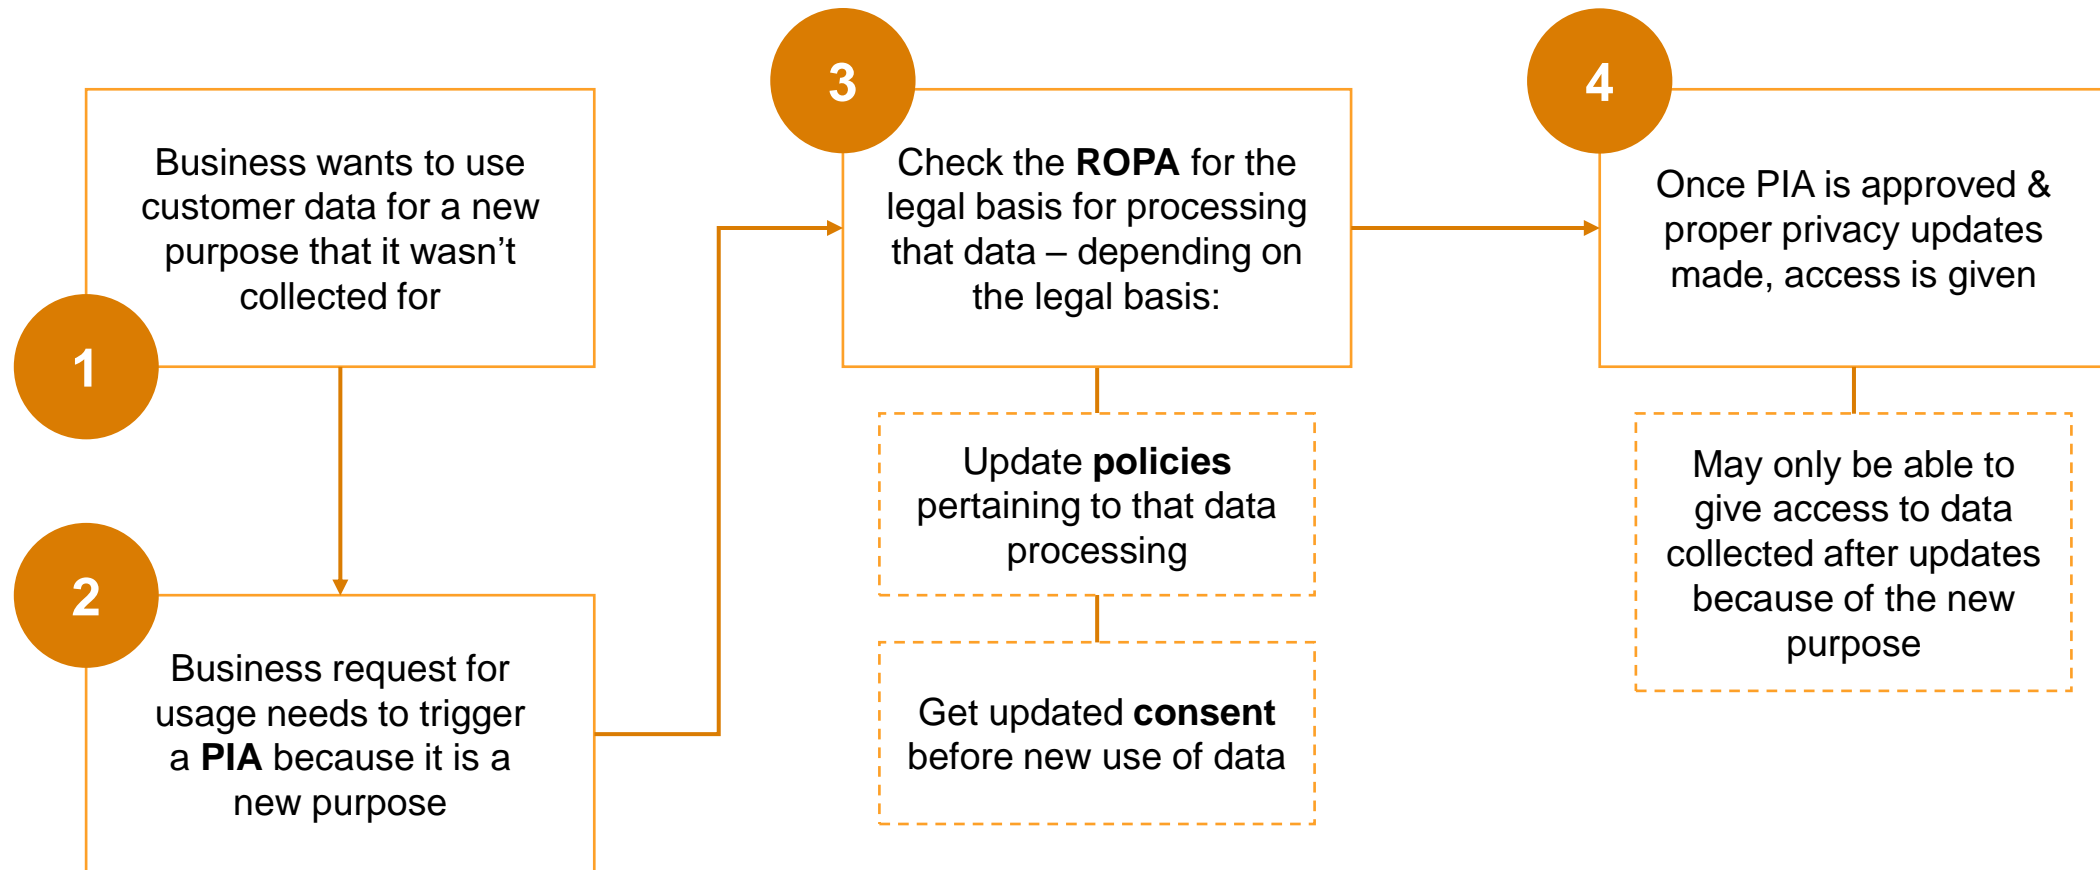 1
Business wants to use
customer data for a new
purpose that it wasn’t
collected for
2
Business request for
usage needs to trigger
a PIA because it is a
new purpose
3
Check the ROPA for the
legal basis for processing
that data – depending on
the legal basis:
Update policies
pertaining to that data
processing
Get updated consent
before new use of data
4
Once PIA is approved &
proper privacy updates
made, access is given
May only be able to
give access to data
collected after updates
because of the new
purpose